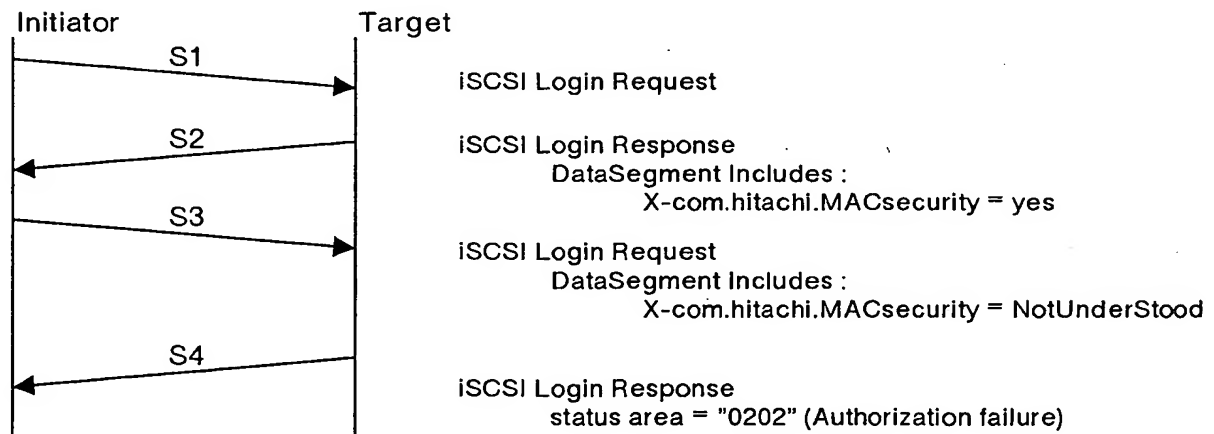 Initiator Target
S1
iSCSI Login Request
S2
iSCSI Login Response
DataSegment Includes :
X-com.hitachi.MACsecurity = yes
S3
iSCSI Login Request
DataSegment Includes :
X-com.hitachi.MACsecurity = NotUnderStood
S4
iSCSI Login Response
status area = "0202" (Authorization failure)